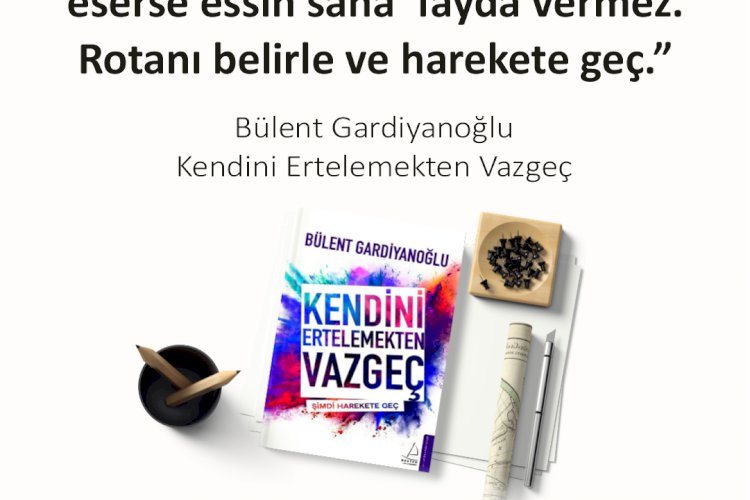 eserse essin sana fayda vermez.
Rotanı belirle ve harekete geç.”
Bülent Gardiyanoğlu
Kendini Ertelemekten Vazgeç
BÜLENT GARDİYANOĞLU
KENDİNİ
ERTELEMEKTEN
VAZGEÇ
ŞİMDİ HAREKETE GEÇ